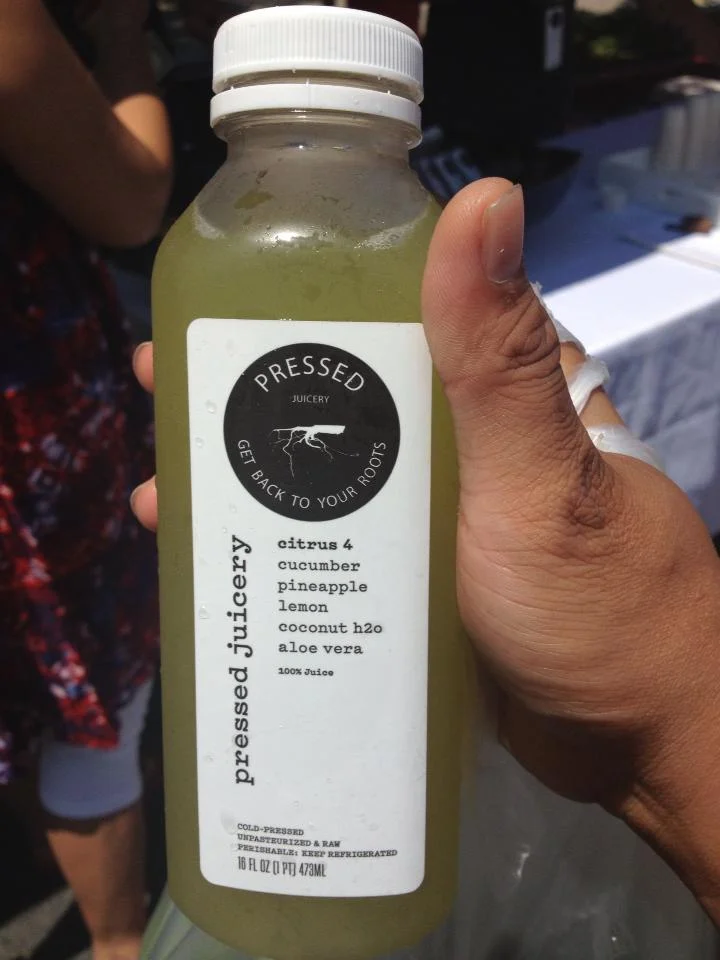 PRESSED
JUICERY
GET BACK TO YOUR ROOTS
pressed juicery
citrus 4
cucumber
pineapple
lemon
coconut h2o
aloe vera
100% Juice
COLD-PRESSED
UNPASTEURIZED & RAW
PERISHABLE: KEEP REFRIGERATED
16 FL OZ (1 PT) 473ML